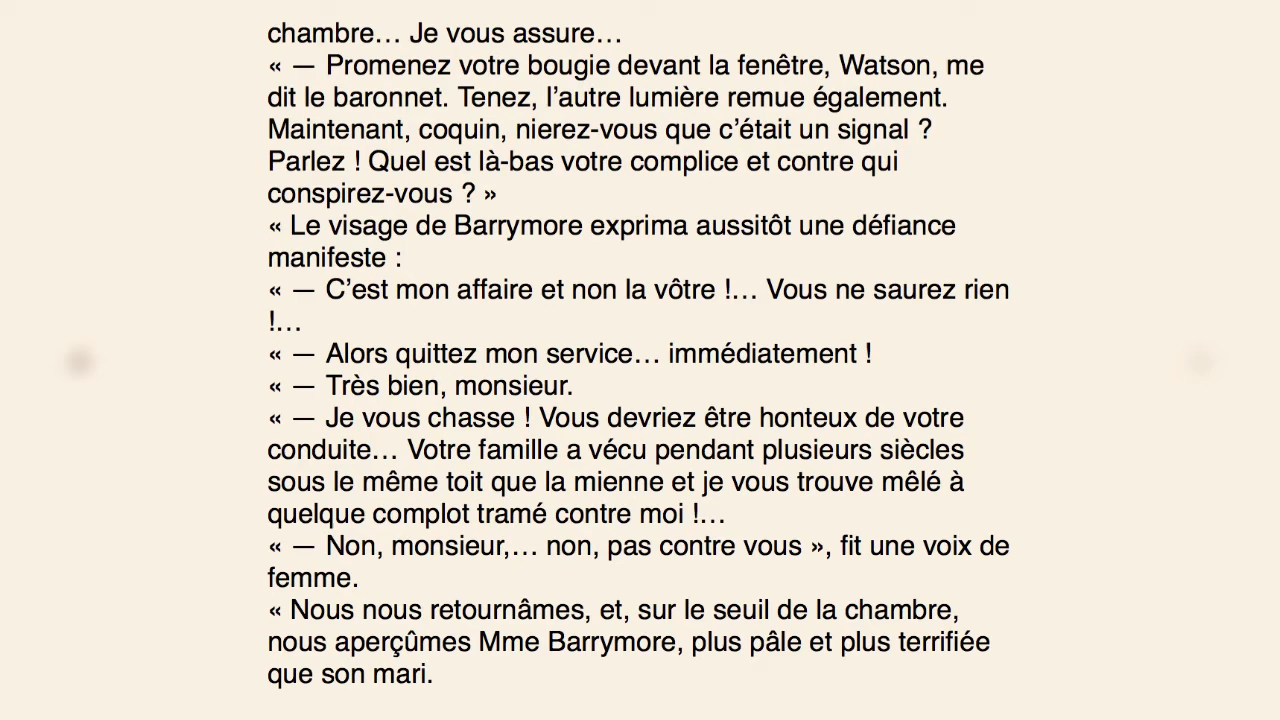 chambre… Je vous assure…
« — Promenez votre bougie devant la fenêtre, Watson, me
dit le baronnet. Tenez, l’autre lumière remue également.
Maintenant, coquin, nierez-vous que c’était un signal ?
Parlez ! Quel est là-bas votre complice et contre qui
conspirez-vous ? »
« Le visage de Barrymore exprima aussitôt une défiance
manifeste :
« — C’est mon affaire et non la vôtre !… Vous ne saurez rien
!…
« — Alors quittez mon service… immédiatement !
« — Très bien, monsieur.
« — Je vous chasse ! Vous devriez être honteux de votre
conduite… Votre famille a vécu pendant plusieurs siècles
sous le même toit que la mienne et je vous trouve mêlé à
quelque complot tramé contre moi !…
« — Non, monsieur,… non, pas contre vous », fit une voix de
femme.
« Nous nous retournâmes, et, sur le seuil de la chambre,
nous aperçûmes Mme Barrymore, plus pâle et plus terrifiée
que son mari.